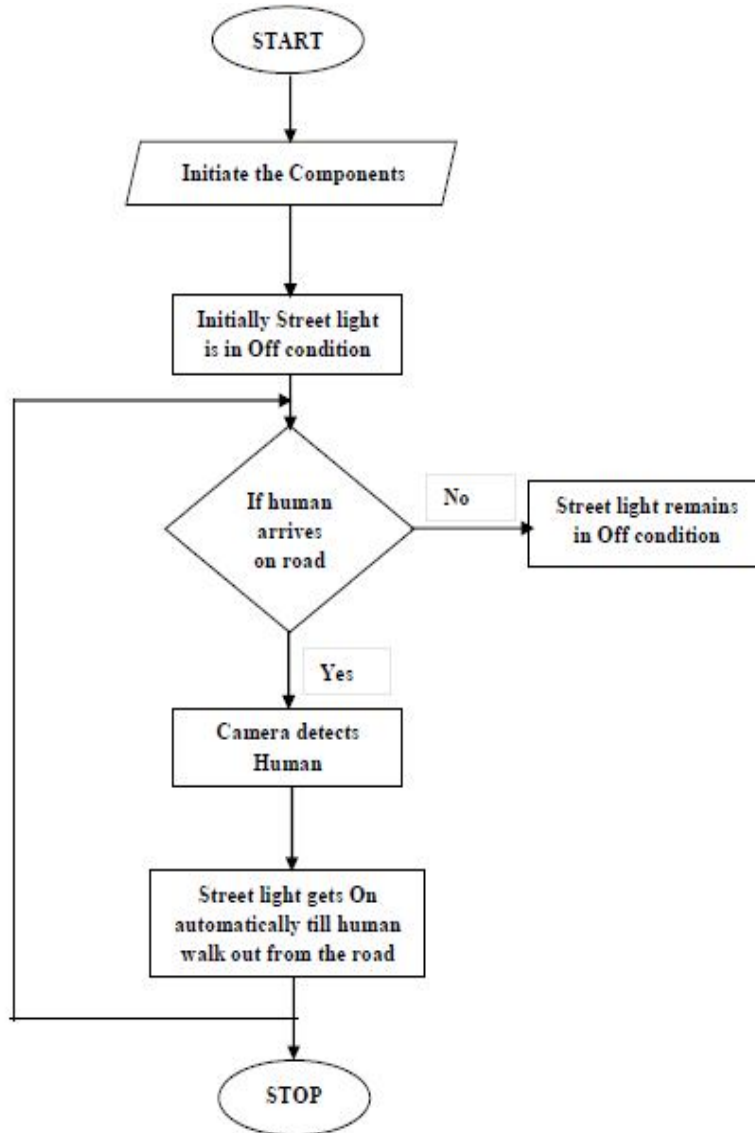 START
Initiate the Components
Initially Street light
is in Off condition
If human
arrives
on road
No
Street light remains
in Off condition
Yes
Camera detects
Human
Street light gets On
automatically till human
walk out from the road
STOP